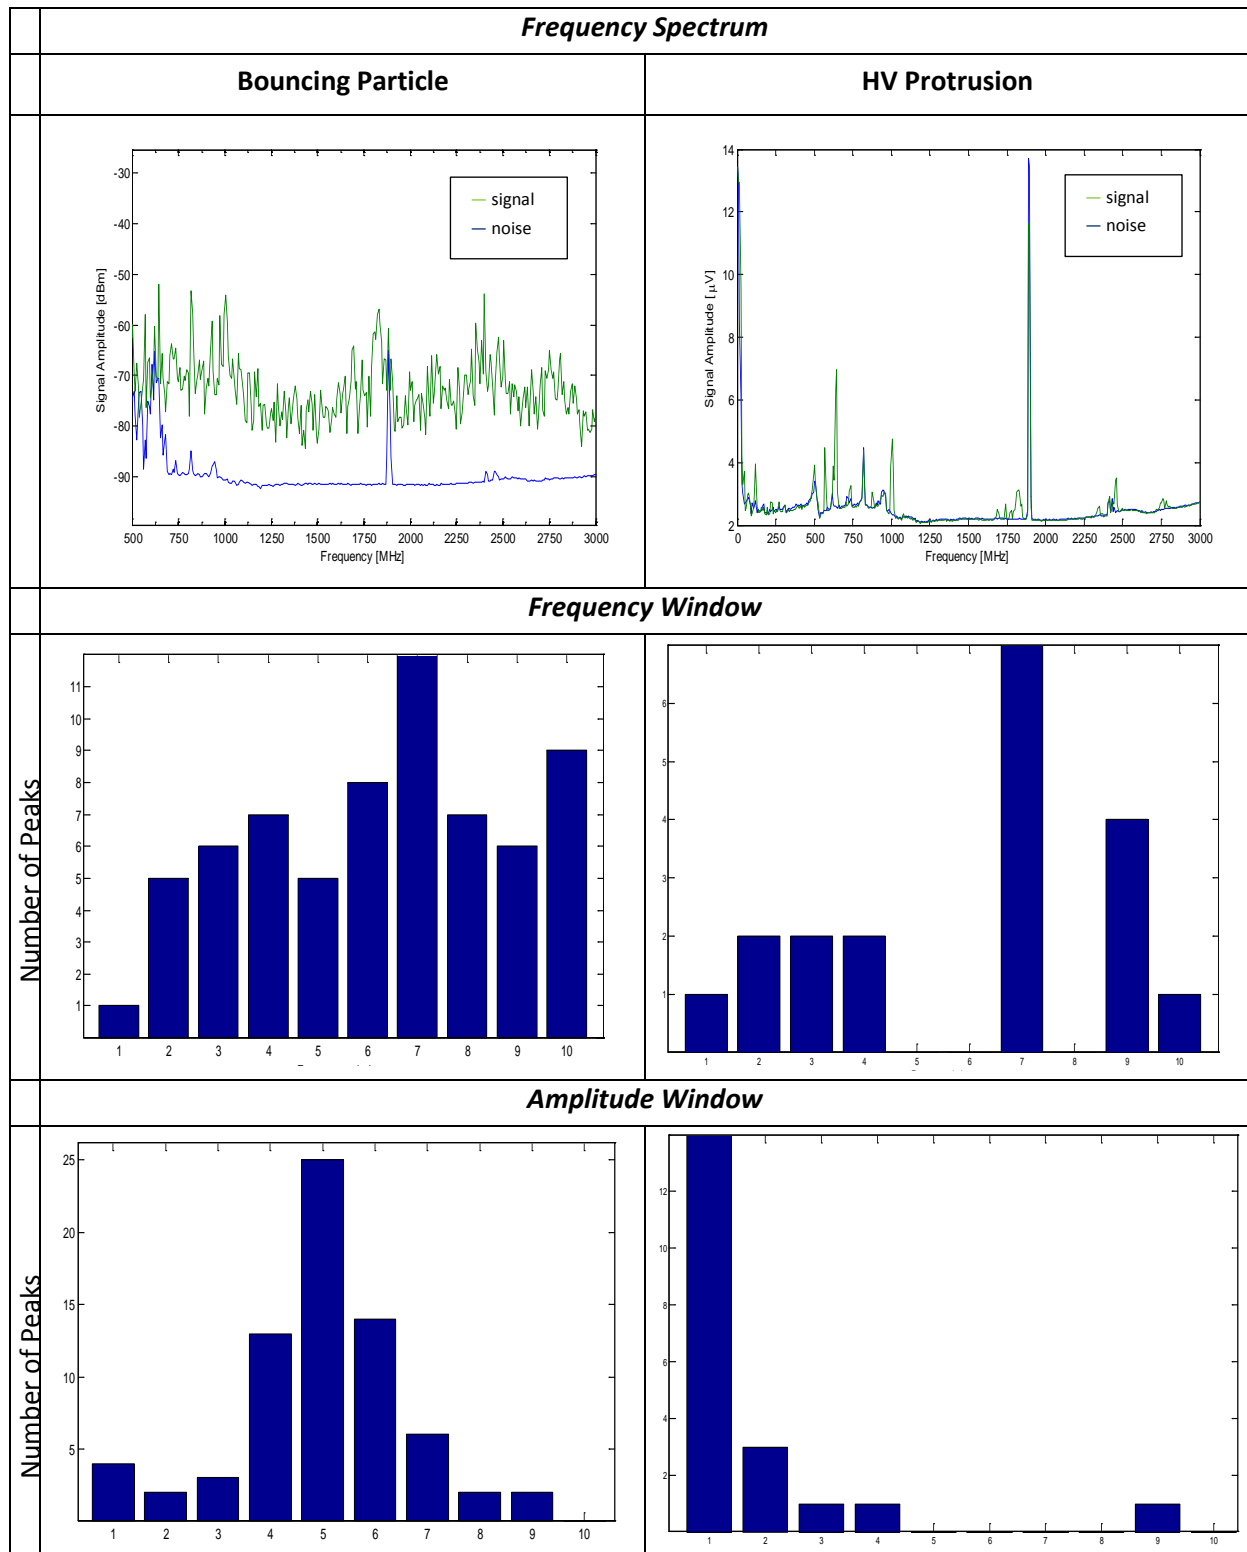 Frequency Spectrum
Bouncing Particle
HV Protrusion
-30
-40
-50
-60
-70
-80
-90
Signal Amplitude [dBm]
signal
noise
500 750 1000 1250 1500 1750 2000 2250 2500 2750 3000
Frequency [MHz]
14
12
10
8
6
4
2
Signal Amplitude [ μV]
signal
noise
0 250 500 750 1000 1250 1500 1750 2000 2250 2500 2750 3000
Frequency [MHz]
Frequency Window
Number of Peaks
11
10
9
8
7
6
5
4
3
2
1
1 2 3 4 5 6 7 8 9 10
6
5
4
3
2
1
1 2 3 4 5 6 7 8 9 10
Amplitude Window
Number of Peaks
25
20
15
10
5
1 2 3 4 5 6 7 8 9 10
12
10
8
6
4
2
1 2 3 4 5 6 7 8 9 10